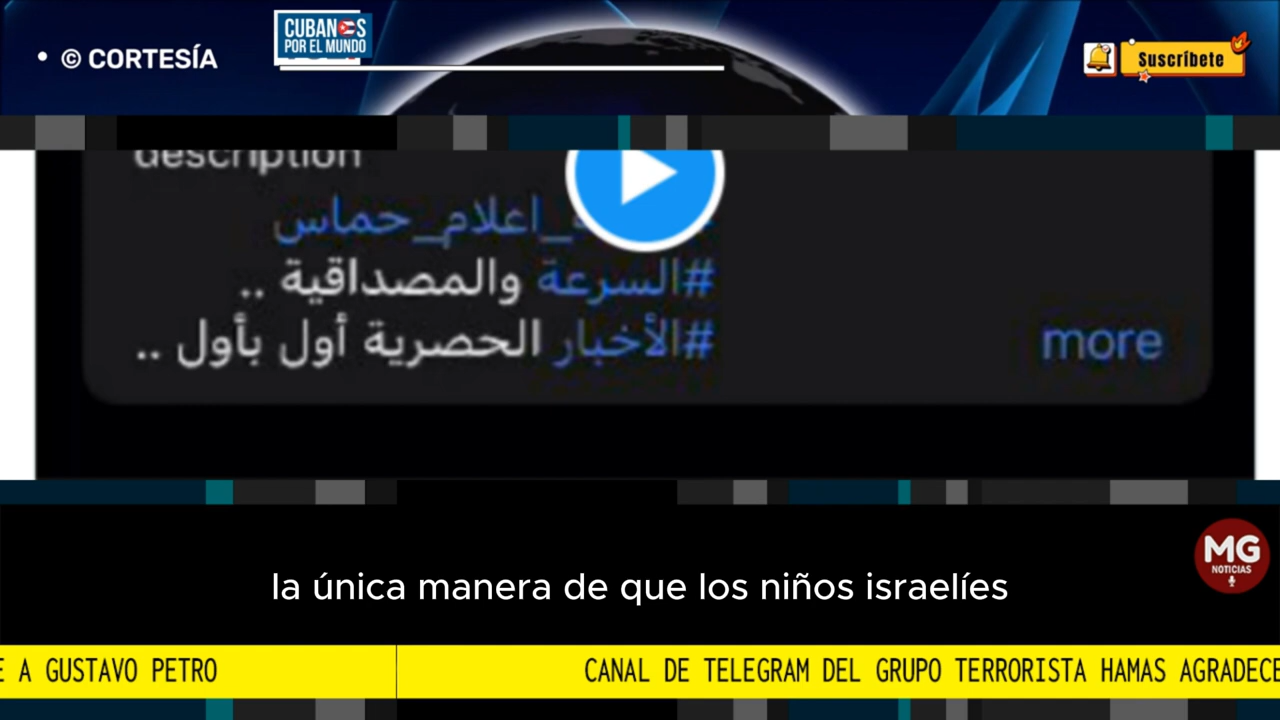 • © CORTESÍA
CUBANOS
POR EL MUNDO
Suscríbete
description
اعلام_حماس_
#السرعة والمصداقية ..
#الأخبار الحصرية أول بأول ..
more
la única manera de que los niños israelíes
MG
NOTICIAS
E A GUSTAVO PETRO
CANAL DE TELEGRAM DEL GRUPO TERRORISTA HAMAS AGRADECE